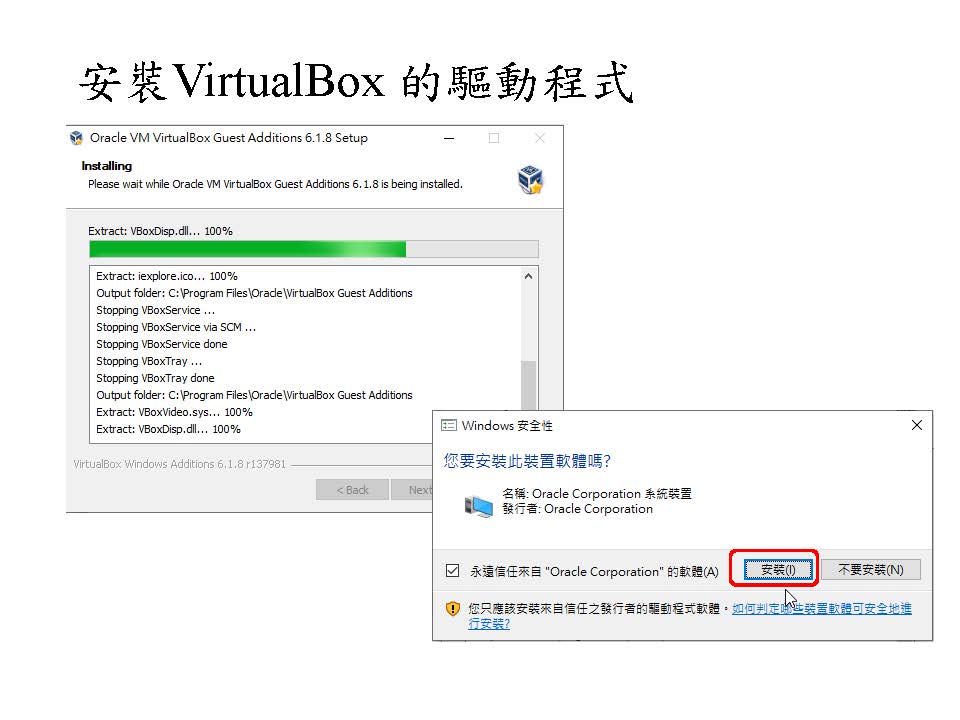 安裝VirtualBox 的驅動程式
Oracle VM VirtualBox Guest Additions 6.1.8 Setup
Installing
Please wait while Oracle VM VirtualBox Guest Additions 6.1.8 is being installed.
Extract: VBoxDisp.dll... 100%
Extract: iexplore.ico... 100%
Output folder: C:\Program Files\Oracle\VirtualBox Guest Additions
Stopping VBoxService ...
Stopping VBoxService via SCM ...
Stopping VBoxService done
Stopping VBoxTray ...
Stopping VBoxTray done
Output folder: C:\Program Files\Oracle\VirtualBox Guest Additions
Extract: VBoxVideo.sys... 100%
Extract: VBoxDisp.dll... 100%
VirtualBox Windows Additions 6.1.8 r137981
< Back Next
Windows 安全性
您要安裝此裝置軟體嗎?
名稱: Oracle Corporation 系統裝置
發行者: Oracle Corporation
永遠信任來自 "Oracle Corporation" 的軟體(A) 安裝(I) 不要安裝(N)
您只應該安裝來自信任之發行者的驅動程式軟體。如何判定哪些裝置軟體可安全地進
行安裝?